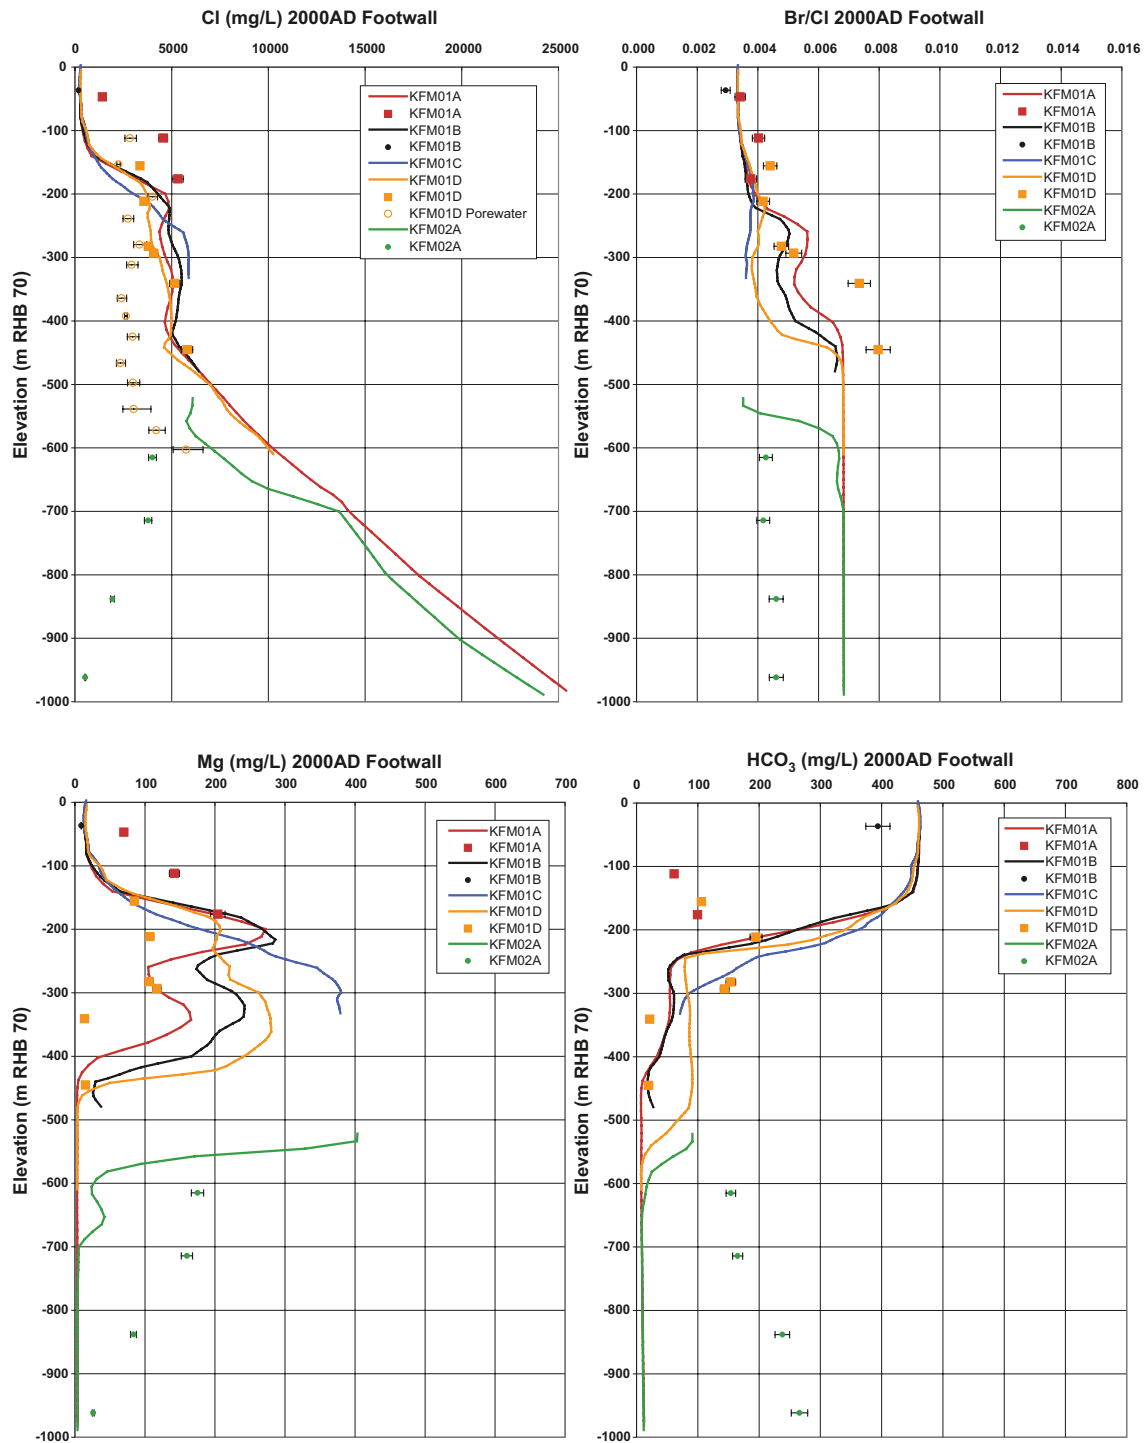 Cl (mg/L) 2000AD Footwall
0 5000 10000 15000 20000 25000
0
-100
-200
-300
-400
-500
-600
-700
-800
-900
-1000
Elevation (m RHB 70)
KFM01A
KFM01A
KFM01B
KFM01B
KFM01C
KFM01D
KFM01D
KFM01D Porewater
KFM02A
KFM02A
Br/Cl 2000AD Footwall
0.000 0.002 0.004 0.006 0.008 0.010 0.012 0.014 0.016
0
-100
-200
-300
-400
-500
-600
-700
-800
-900
-1000
Elevation (m RHB 70)
KFM01A
KFM01A
KFM01B
KFM01B
KFM01C
KFM01D
KFM01D
KFM02A
KFM02A
Mg (mg/L) 2000AD Footwall
0 100 200 300 400 500 600 700
0
-100
-200
-300
-400
-500
-600
-700
-800
-900
-1000
Elevation (m RHB 70)
KFM01A
KFM01A
KFM01B
KFM01B
KFM01C
KFM01D
KFM01D
KFM02A
KFM02A
HCO₃ (mg/L) 2000AD Footwall
0 100 200 300 400 500 600 700 800
0
-100
-200
-300
-400
-500
-600
-700
-800
-900
-1000
Elevation (m RHB 70)
KFM01A
KFM01A
KFM01B
KFM01B
KFM01C
KFM01D
KFM01D
KFM02A
KFM02A